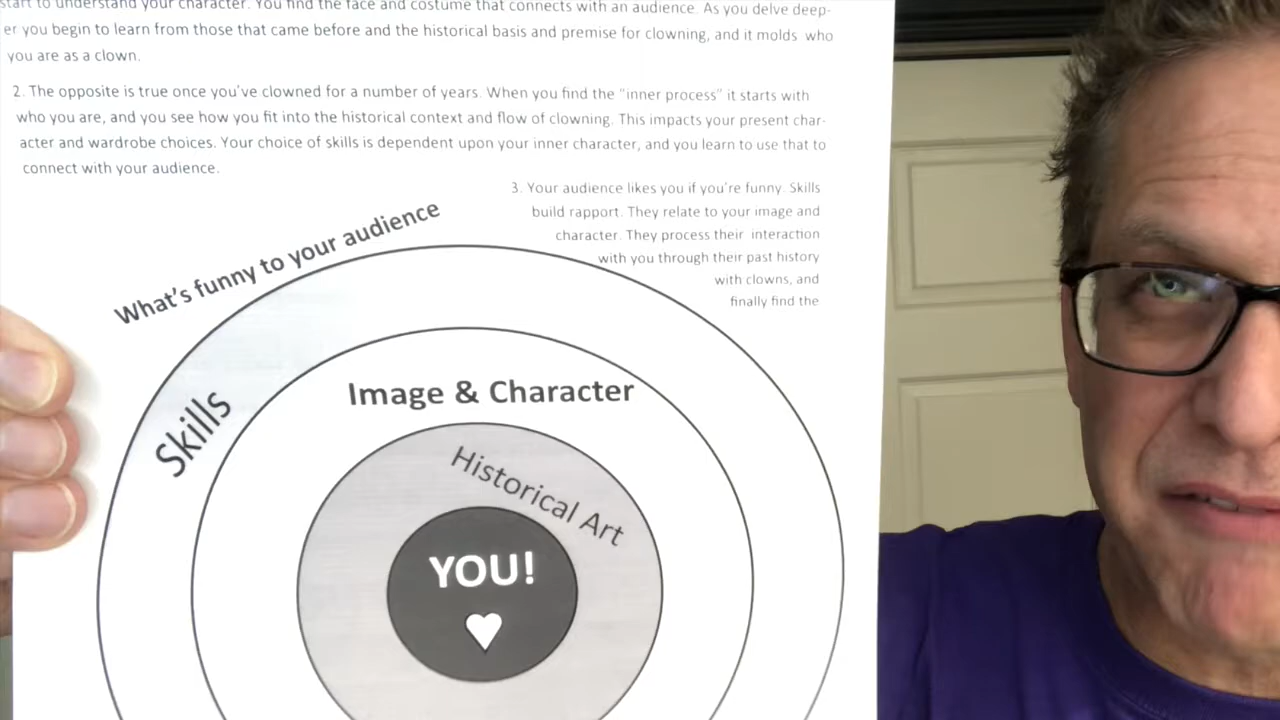 start to understand your character. You find the face and costume that connects with an audience. As you delve deep-
er you begin to learn from those that came before and the historical basis and premise for clowning, and it molds who
you are as a clown.
2. The opposite is true once you've clowned for a number of years. When you find the "inner process" it starts with
who you are, and you see how you fit into the historical context and flow of clowning. This impacts your present char-
acter and wardrobe choices. Your choice of skills is dependent upon your inner character, and you learn to use that to
connect with your audience.
3. Your audience likes you if you're funny. Skills
build rapport. They relate to your image and
character. They process their interaction
with you through their past history
with clowns, and
finally find the
What's funny to your audience
Skills
Image & Character
Historical Art
YOU!